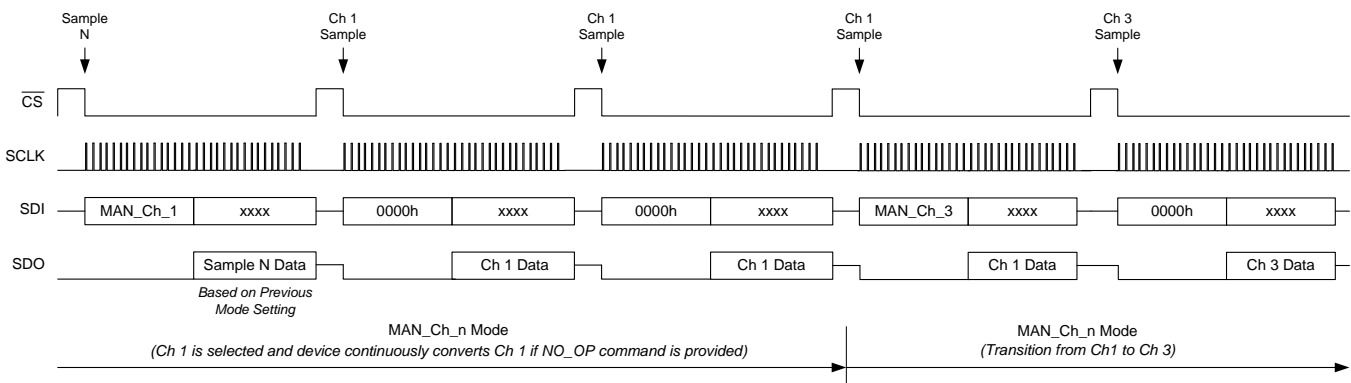 Sample
N
Ch 1
Sample
Ch 1
Sample
Ch 1
Sample
Ch 3
Sample
CS
SCLK
SDI
MAN_Ch_1
xxxx
0000h
xxxx
0000h
xxxx
MAN_Ch_3
xxxx
0000h
xxxx
SDO
Sample N Data
Ch 1 Data
Ch 1 Data
Ch 1 Data
Ch 3 Data
Based on Previous
Mode Setting
MAN_Ch_n Mode
(Ch 1 is selected and device continuously converts Ch 1 if NO_OP command is provided)
MAN_Ch_n Mode
(Transition from Ch1 to Ch 3)